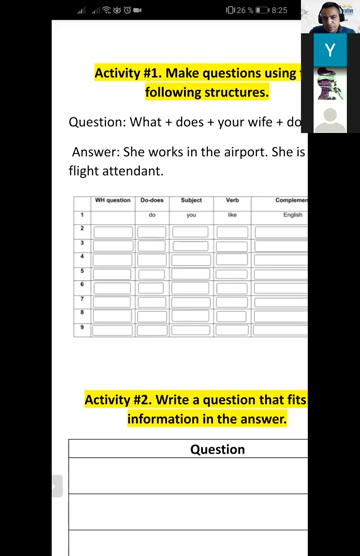 26 % 8:25
Activity #1. Make questions using
following structures.
Question: What + does + your wife + do
Answer: She works in the airport. She is
flight attendant.
WH question Do-does Subject Verb Complemen
1 do you like English
2
3
4
5
6
7
8
9
Activity #2. Write a question that fits
information in the answer.
Question
Y